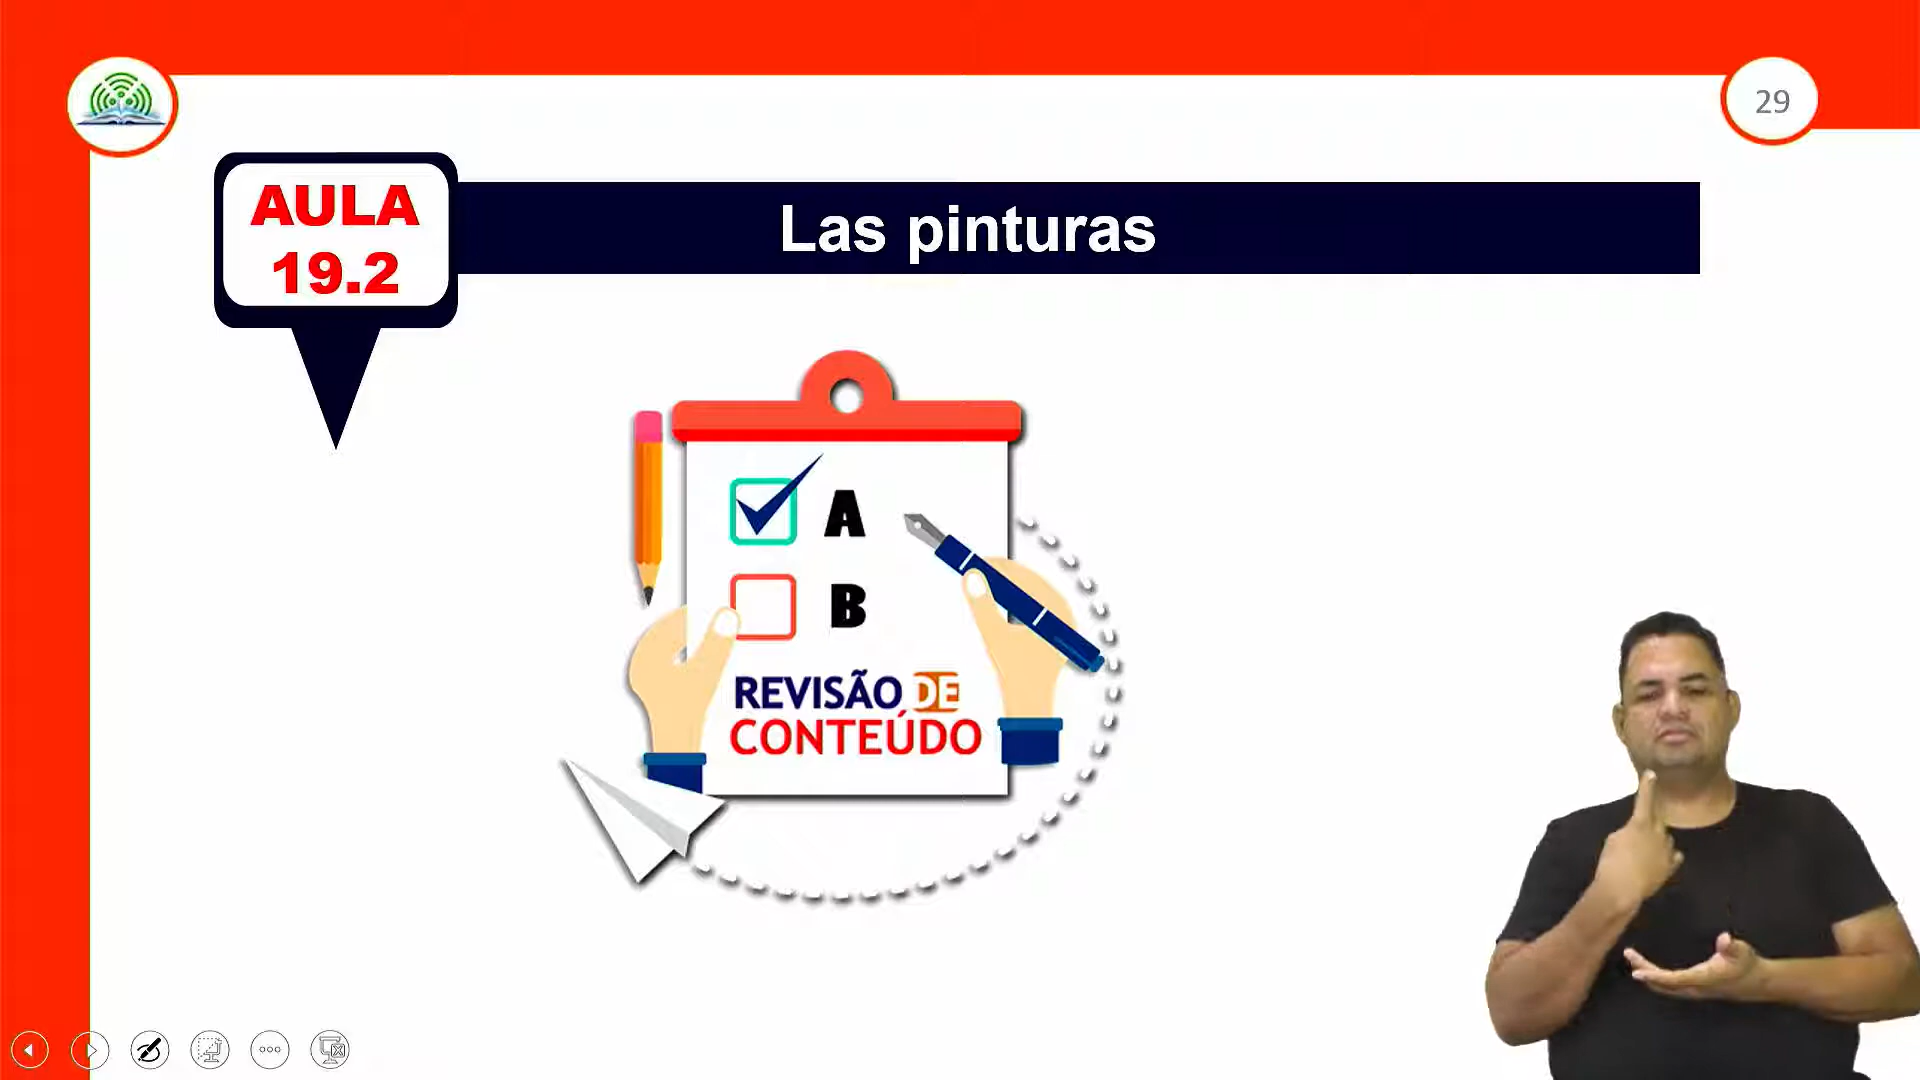 29
AULA
19.2
Las pinturas
A
B
REVISÃO DE
CONTEÚDO